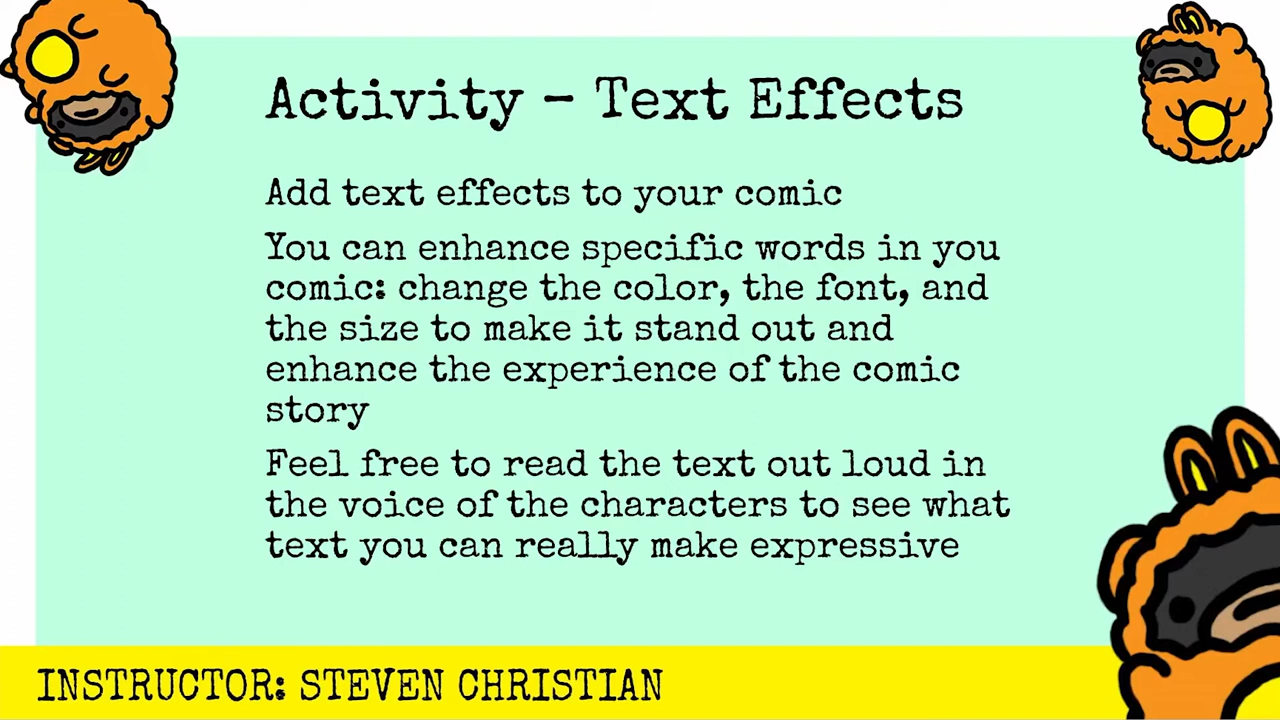 Activity - Text Effects
Add text effects to your comic
You can enhance specific words in you
comic: change the color, the font, and
the size to make it stand out and
enhance the experience of the comic
story
Feel free to read the text out loud in
the voice of the characters to see what
text you can really make expressive
INSTRUCTOR: STEVEN CHRISTIAN